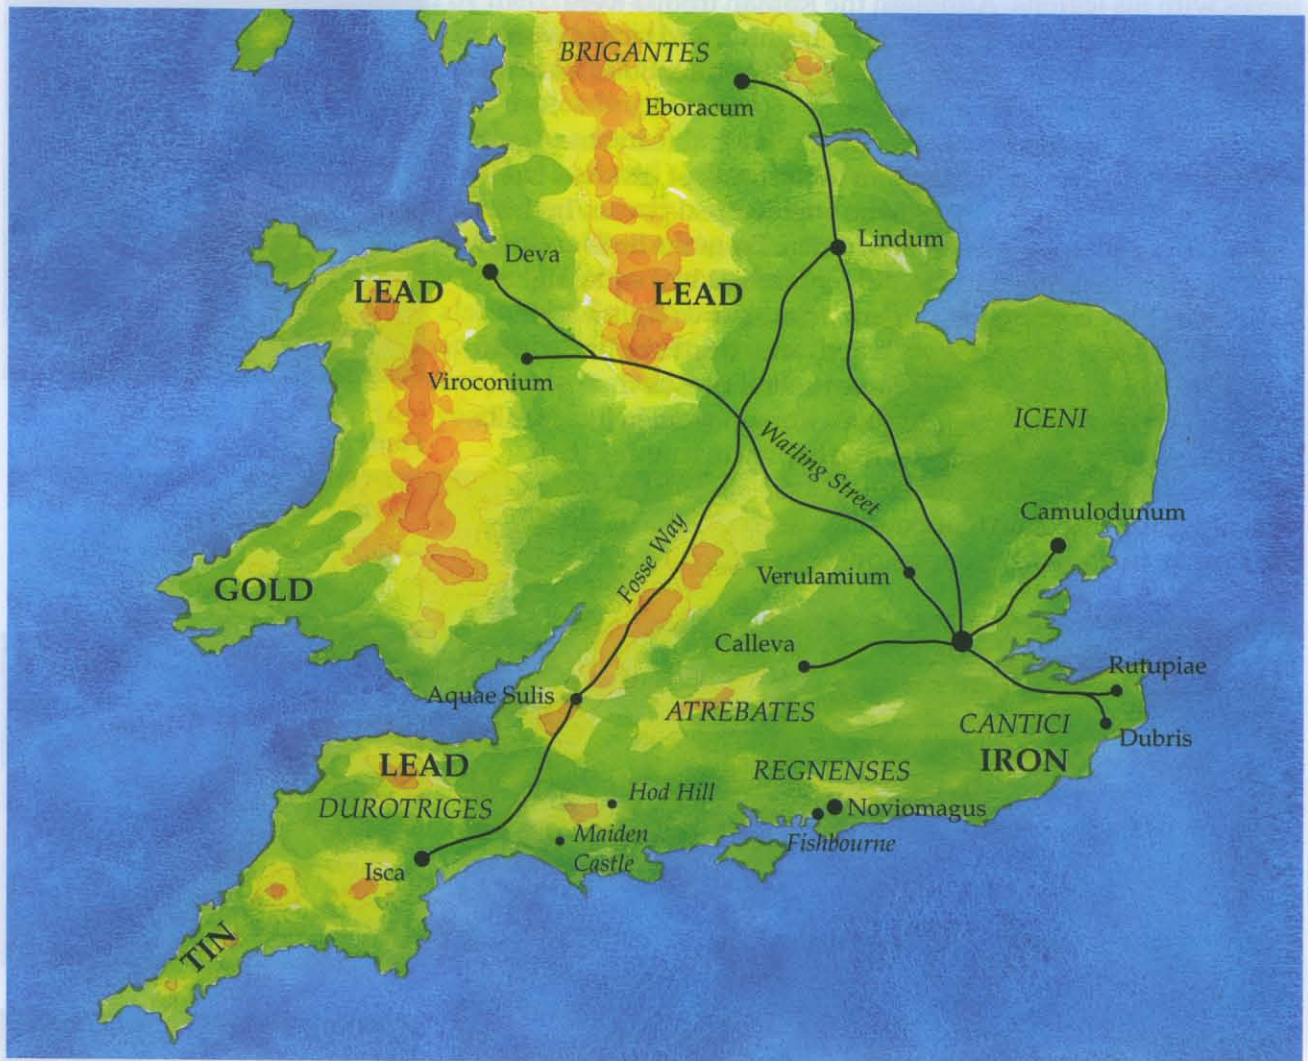 BRIGANTES
Eboracum
Lindum
Deva
LEAD
LEAD
Viroconium
ICENI
Watling Street
Camulodunum
Fosse Way
Verulamium
GOLD
Calleva
Rutupiae
Aquae Sulis
ATREBATES
CANTICI
Dubris
LEAD
IRON
REGNENSES
DUROTRIGES
Hod Hill
Noviomagus
Maiden
Castle
Fishbourne
Isca
TIN